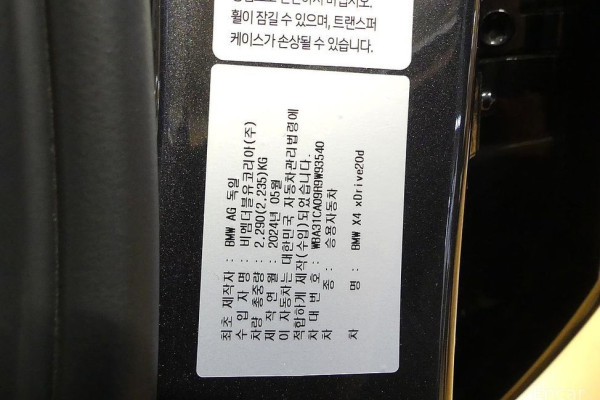 휠이 잠길 수 있으며, 트랜스퍼
케이스가 손상될 수 있습니다.
최초 제작자 : BMW AG 독일
수 입 자 명 : 비엠더블유코리아(주)
차량 총중량 : 2,290(2,235)KG
제 작 연 월 : 2024년 05월
이 자동차는 대한민국 자동차관리법령에
적합하게 제작(수입)되었습니다.
차 대 번 호 : WBA31CA09R9W93540
차 종 : 승용자동차
차 명 : BMW X4 xDrive20d